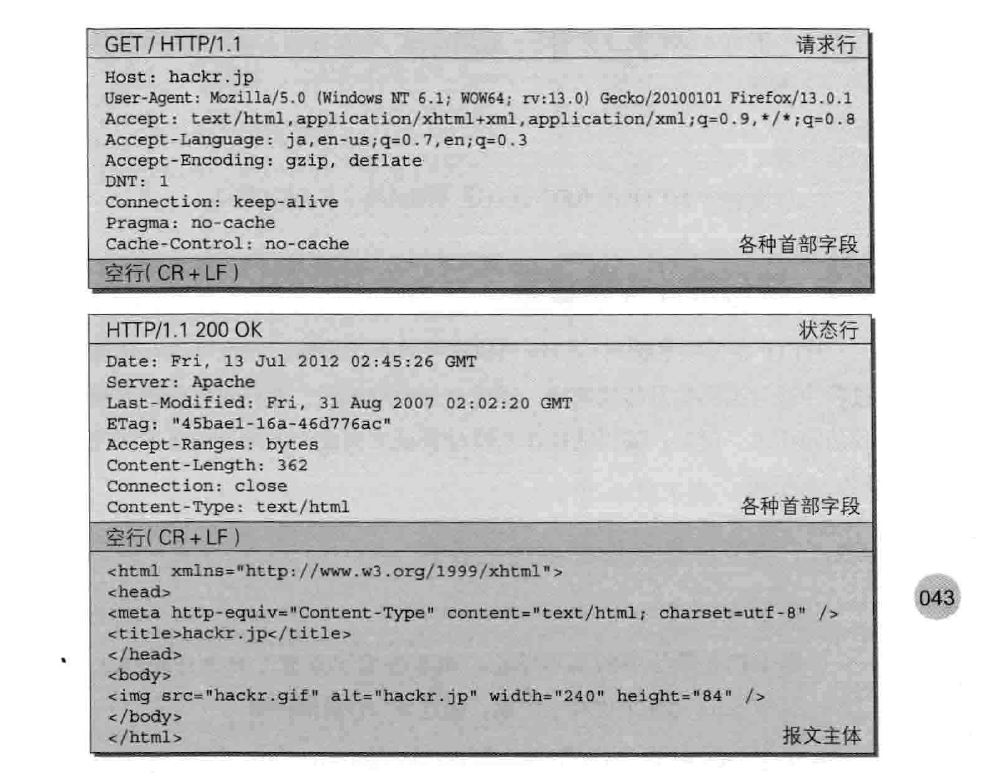 GET / HTTP/1.1 请求行
Host: hackr.jp
User-Agent: Mozilla/5.0 (Windows NT 6.1; WOW64; rv:13.0) Gecko/20100101 Firefox/13.0.1
Accept: text/html,application/xhtml+xml,application/xml;q=0.9,*/*;q=0.8
Accept-Language: ja,en-us;q=0.7,en;q=0.3
Accept-Encoding: gzip, deflate
DNT: 1
Connection: keep-alive
Pragma: no-cache
Cache-Control: no-cache 各种首部字段
空行( CR + LF )
HTTP/1.1 200 OK 状态行
Date: Fri, 13 Jul 2012 02:45:26 GMT
Server: Apache
Last-Modified: Fri, 31 Aug 2007 02:02:20 GMT
ETag: "45bae1-16a-46d776ac"
Accept-Ranges: bytes
Content-Length: 362
Connection: close
Content-Type: text/html 各种首部字段
空行( CR + LF )
<html xmlns="http://www.w3.org/1999/xhtml">
<head>
<meta http-equiv="Content-Type" content="text/html; charset=utf-8" />
<title>hackr.jp</title>
</head>
<body>
<img src="hackr.gif" alt="hackr.jp" width="240" height="84" />
</body>
</html> 报文主体
043